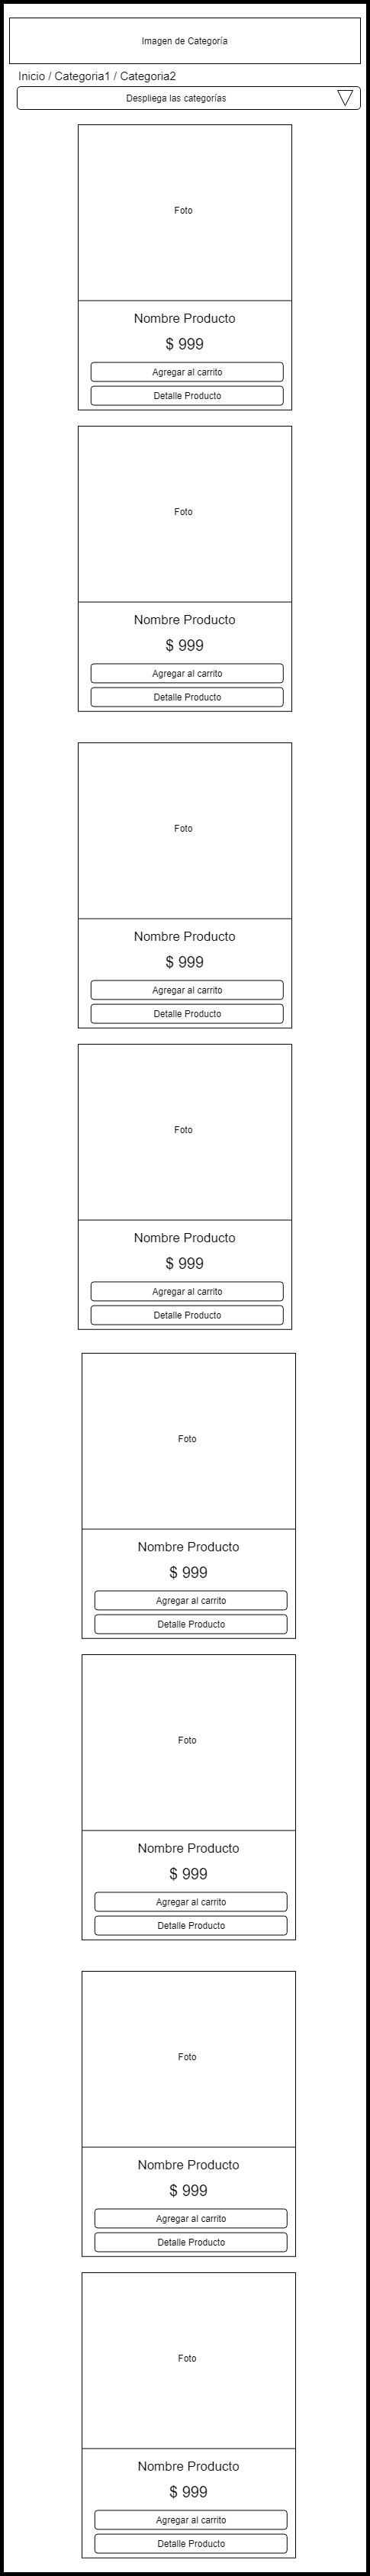 Imagen de Categoría
Inicio / Categoria1 / Categoria2
Despliega las categorías
Foto
Nombre Producto
$ 999
Agregar al carrito
Detalle Producto
Foto
Nombre Producto
$ 999
Agregar al carrito
Detalle Producto
Foto
Nombre Producto
$ 999
Agregar al carrito
Detalle Producto
Foto
Nombre Producto
$ 999
Agregar al carrito
Detalle Producto
Foto
Nombre Producto
$ 999
Agregar al carrito
Detalle Producto
Foto
Nombre Producto
$ 999
Agregar al carrito
Detalle Producto
Foto
Nombre Producto
$ 999
Agregar al carrito
Detalle Producto
Foto
Nombre Producto
$ 999
Agregar al carrito
Detalle Producto